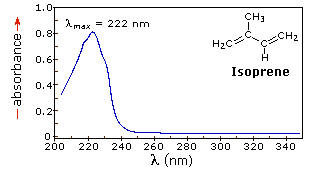 1.0
0.8
0.6
0.4
0.2
0
absorbance
λmax = 222 nm
CH₃
H₂C
CH₂
C
C
H
Isoprene
200 220 240 260 280 300 320 340
λ (nm)